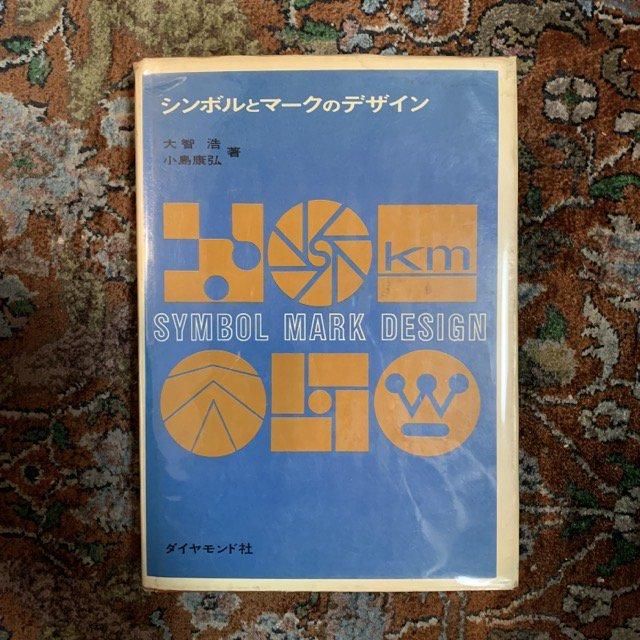 シンボルとマークのデザイン
大智 浩
小島康弘 著
km
SYMBOL MARK DESIGN
W
ダイヤモンド社